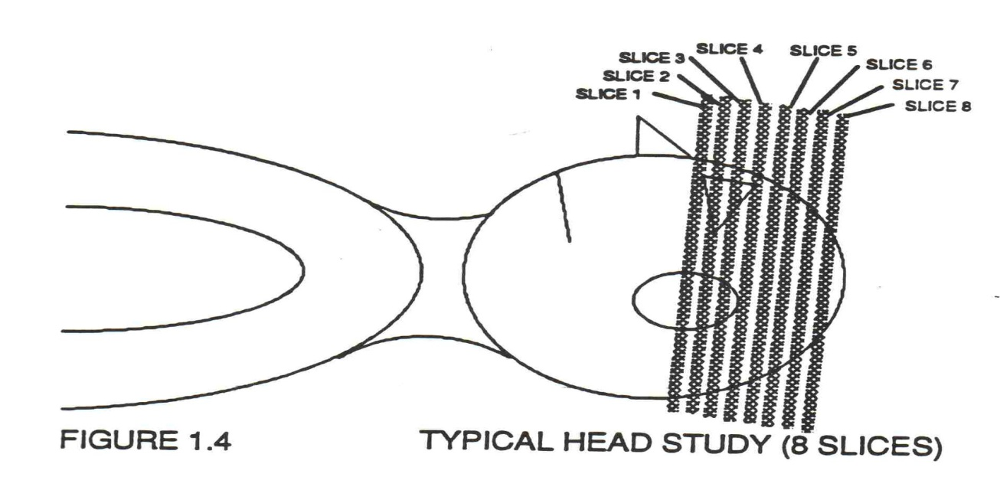 SLICE 1
SLICE 2
SLICE 3
SLICE 4
SLICE 5
SLICE 6
SLICE 7
SLICE 8
FIGURE 1.4 TYPICAL HEAD STUDY (8 SLICES)